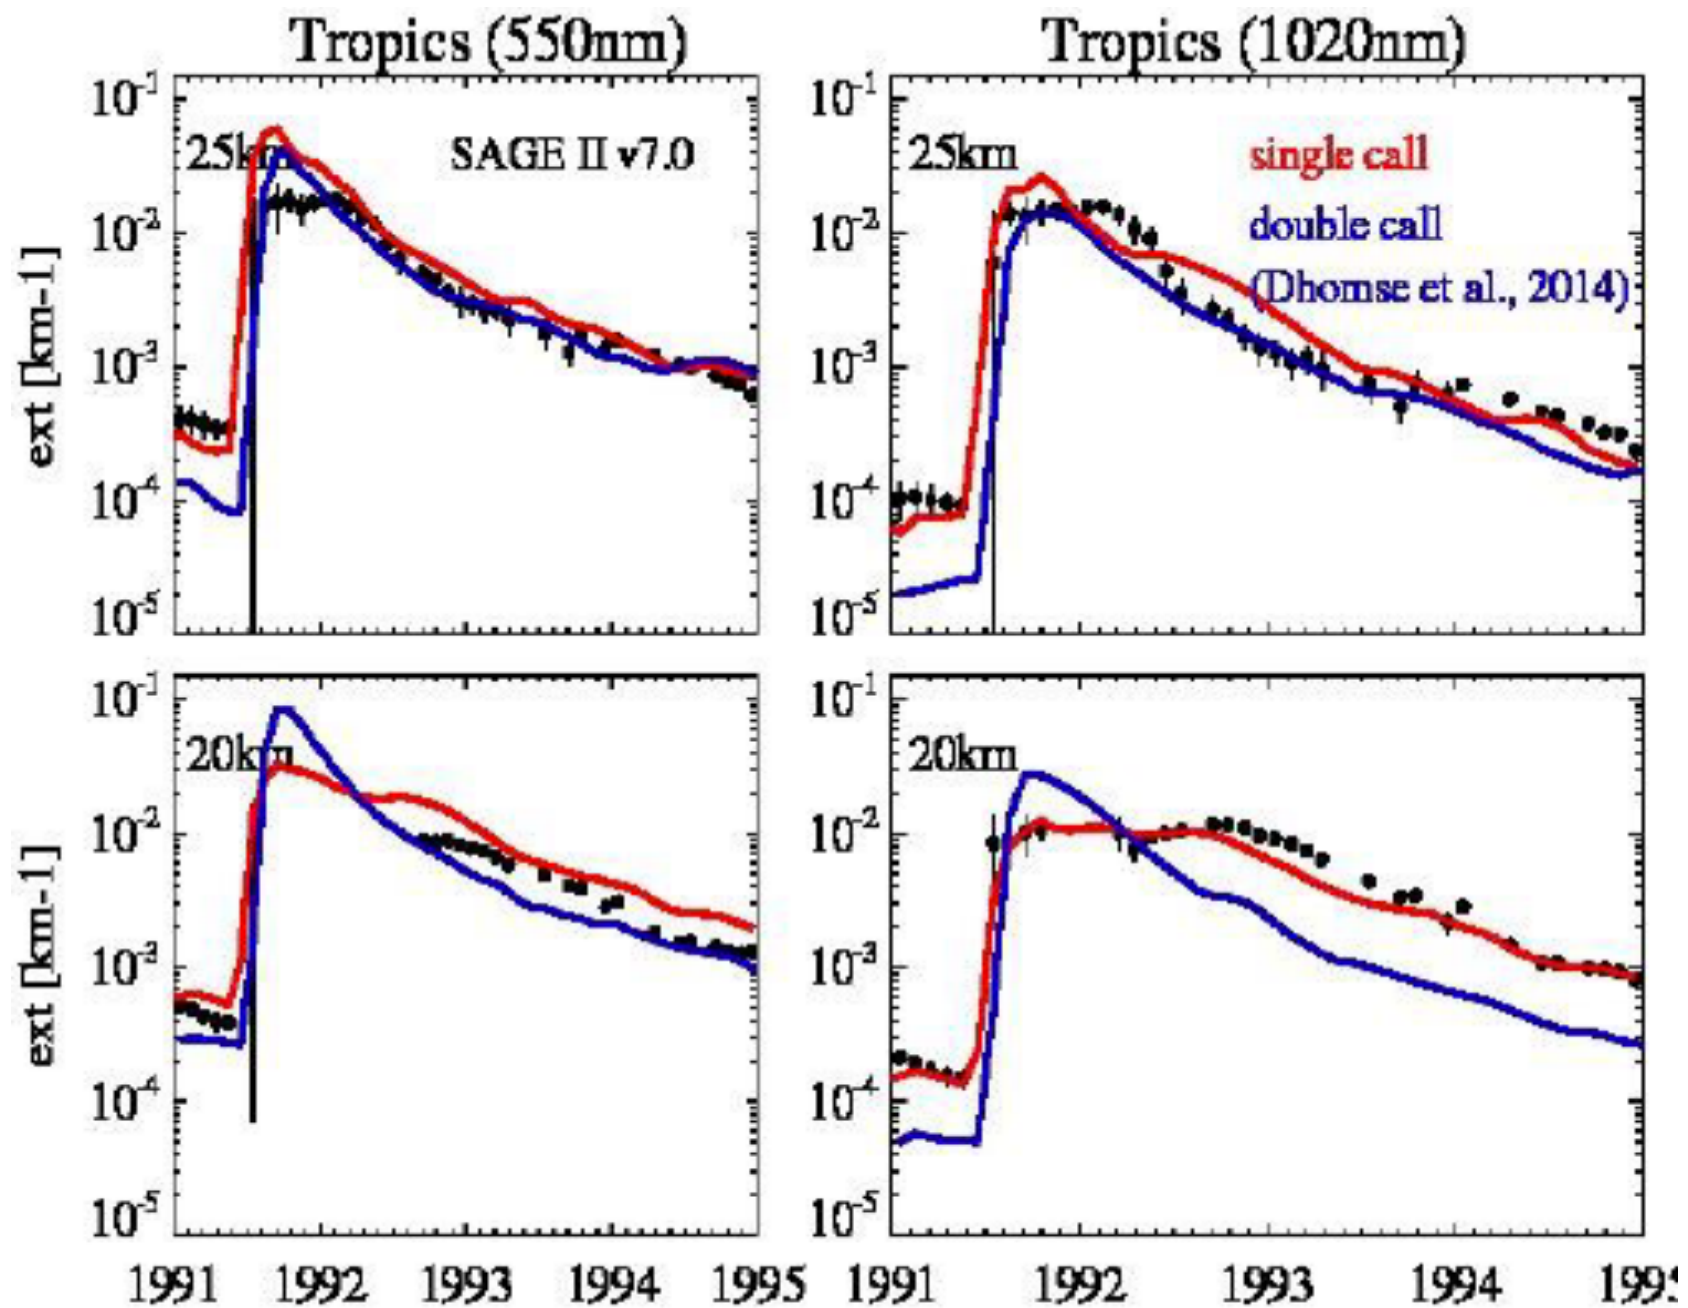 Tropics (550nm)
Tropics (1020nm)
ext [km-1]
10-1
10-2
10-3
10-4
10-5
25km
SAGE II v7.0
10-1
10-2
10-3
10-4
10-5
25km
single call
double call
(Dhomse et al., 2014)
ext [km-1]
10-1
10-2
10-3
10-4
10-5
20km
10-1
10-2
10-3
10-4
10-5
20km
1991 1992 1993 1994 1995
1991 1992 1993 1994 199